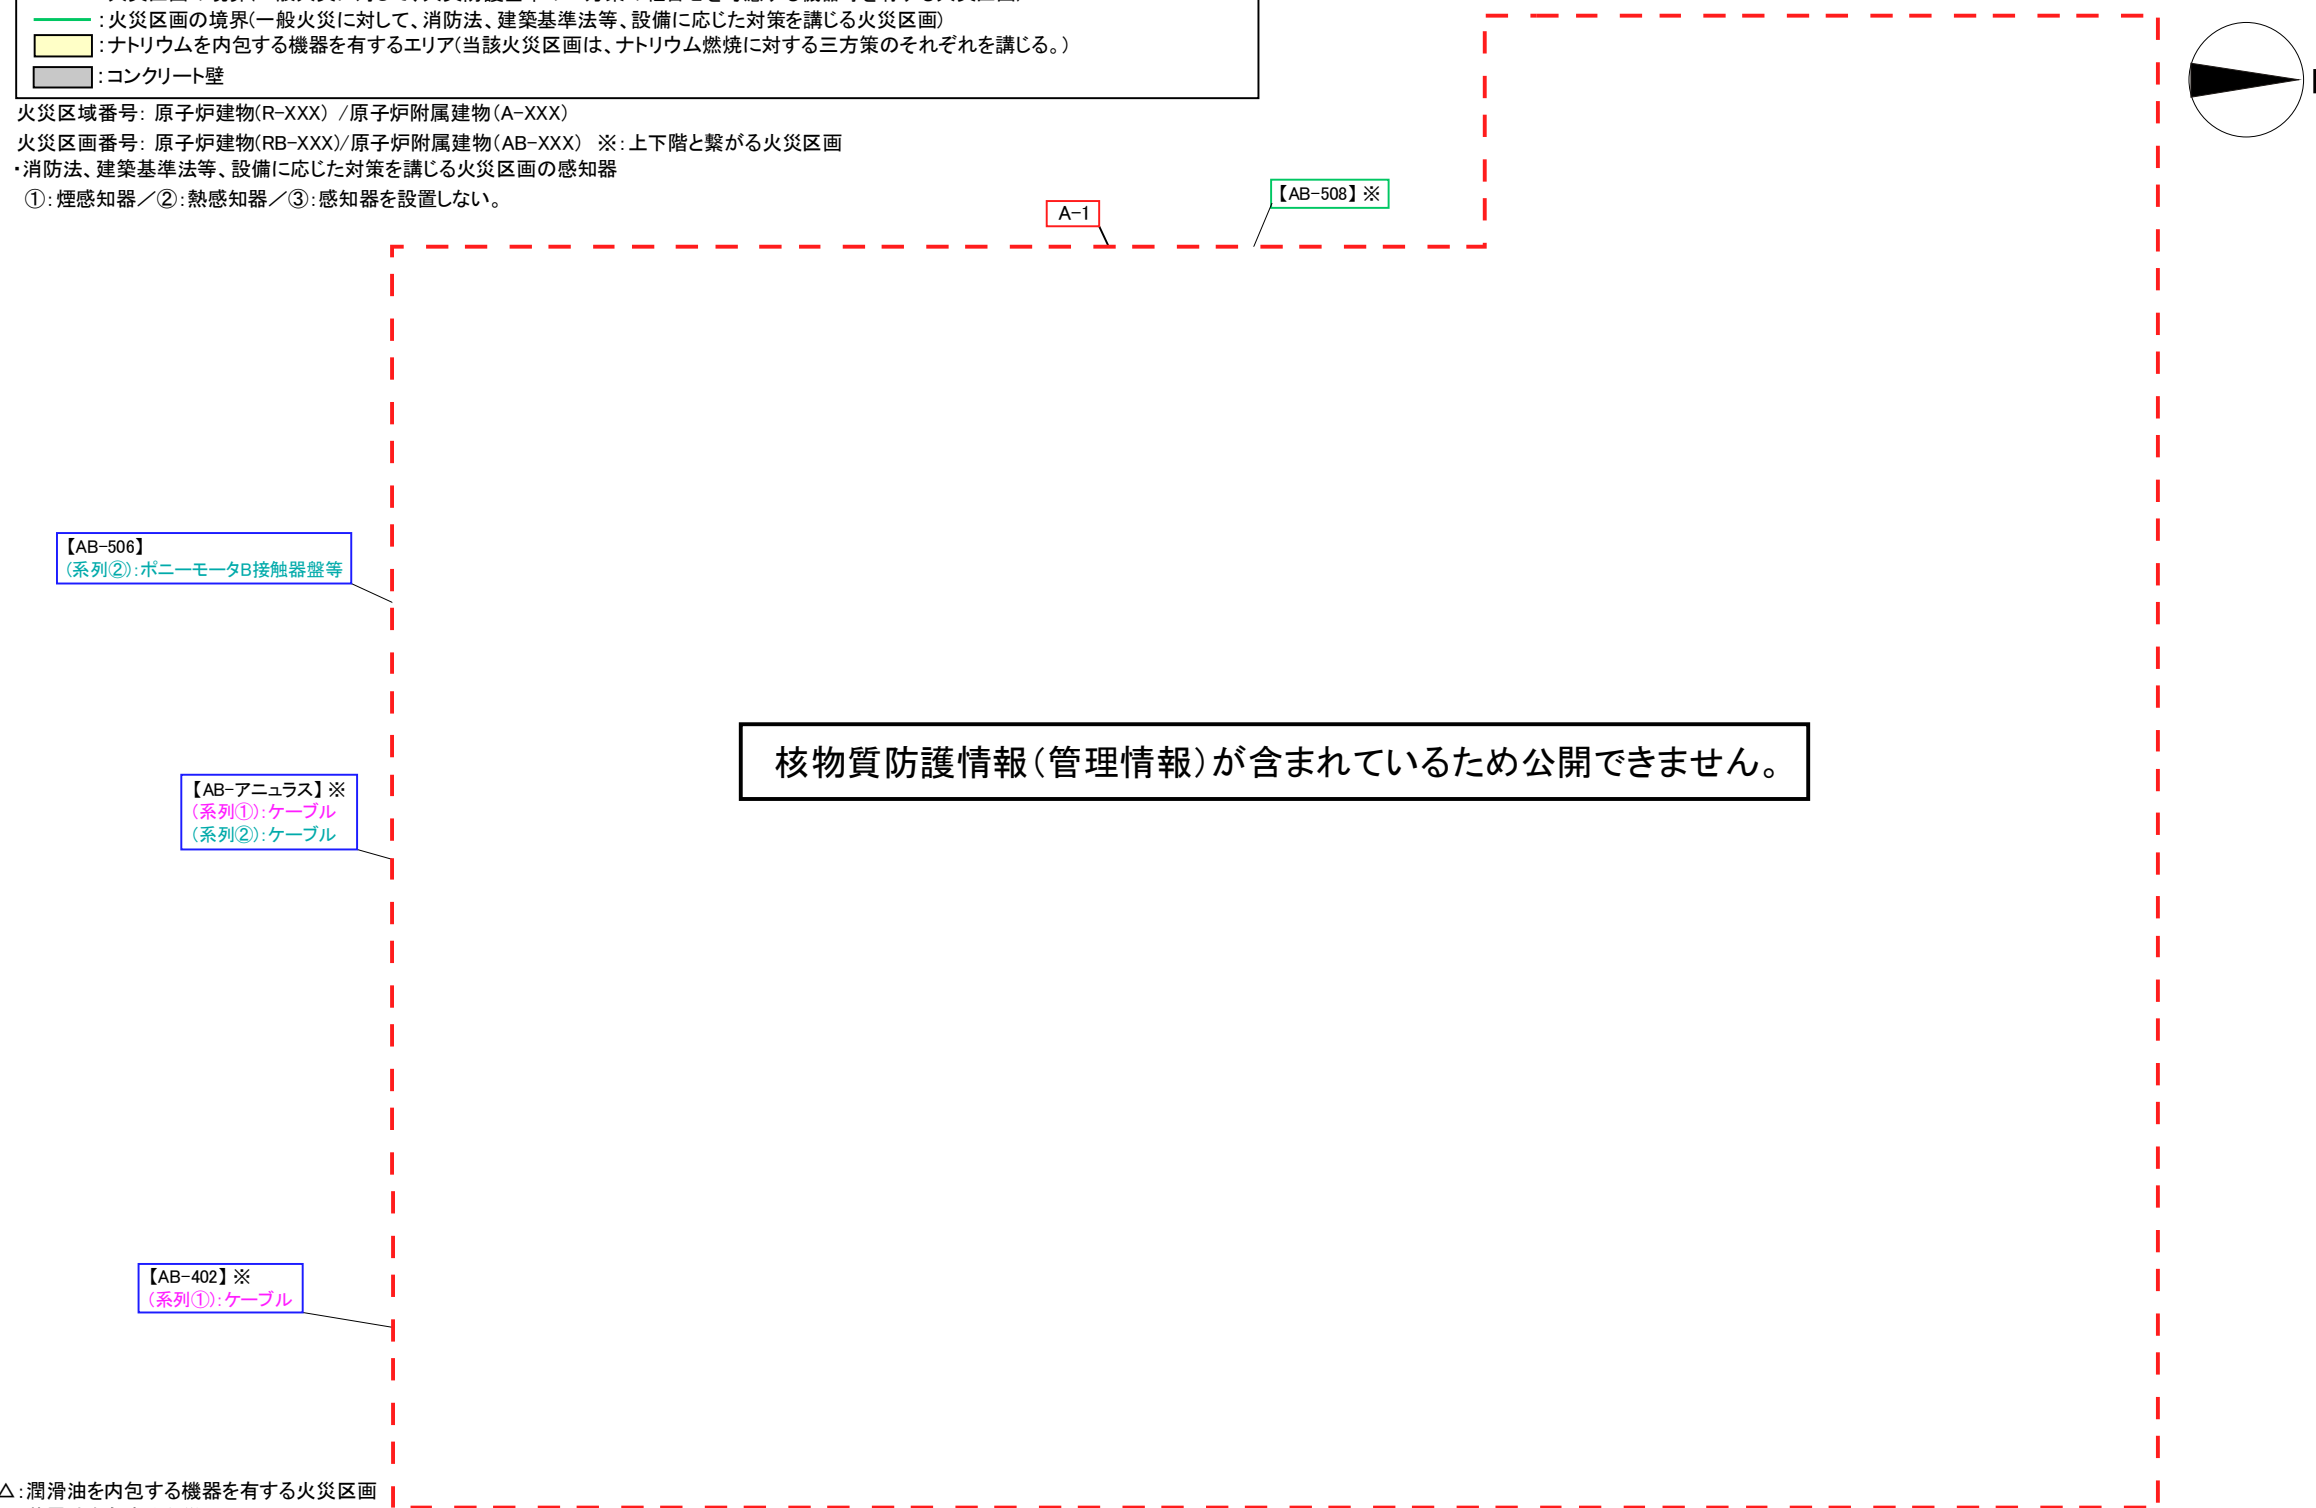 :火災区画の境界(一般火災に対して、消防法、建築基準法等、設備に応じた対策を講じる火災区画)
:ナトリウムを内包する機器を有するエリア(当該火災区画は、ナトリウム燃焼に対する三方策のそれぞれを講じる。)
:コンクリート壁
火災区域番号: 原子炉建物(R-XXX) /原子炉附属建物(A-XXX)
火災区画番号: 原子炉建物(RB-XXX)/原子炉附属建物(AB-XXX) ※:上下階と繋がる火災区画
・消防法、建築基準法等、設備に応じた対策を講じる火災区画の感知器
①:煙感知器/②:熱感知器/③:感知器を設置しない。
【AB-508】※
A-1
【AB-506】
(系列②):ポニーモータB接触器盤等
核物質防護情報(管理情報)が含まれているため公開できません。
【AB-アニュラス】※
(系列①):ケーブル
(系列②):ケーブル
【AB-402】※
(系列①):ケーブル
△:潤滑油を内包する機器を有する火災区画